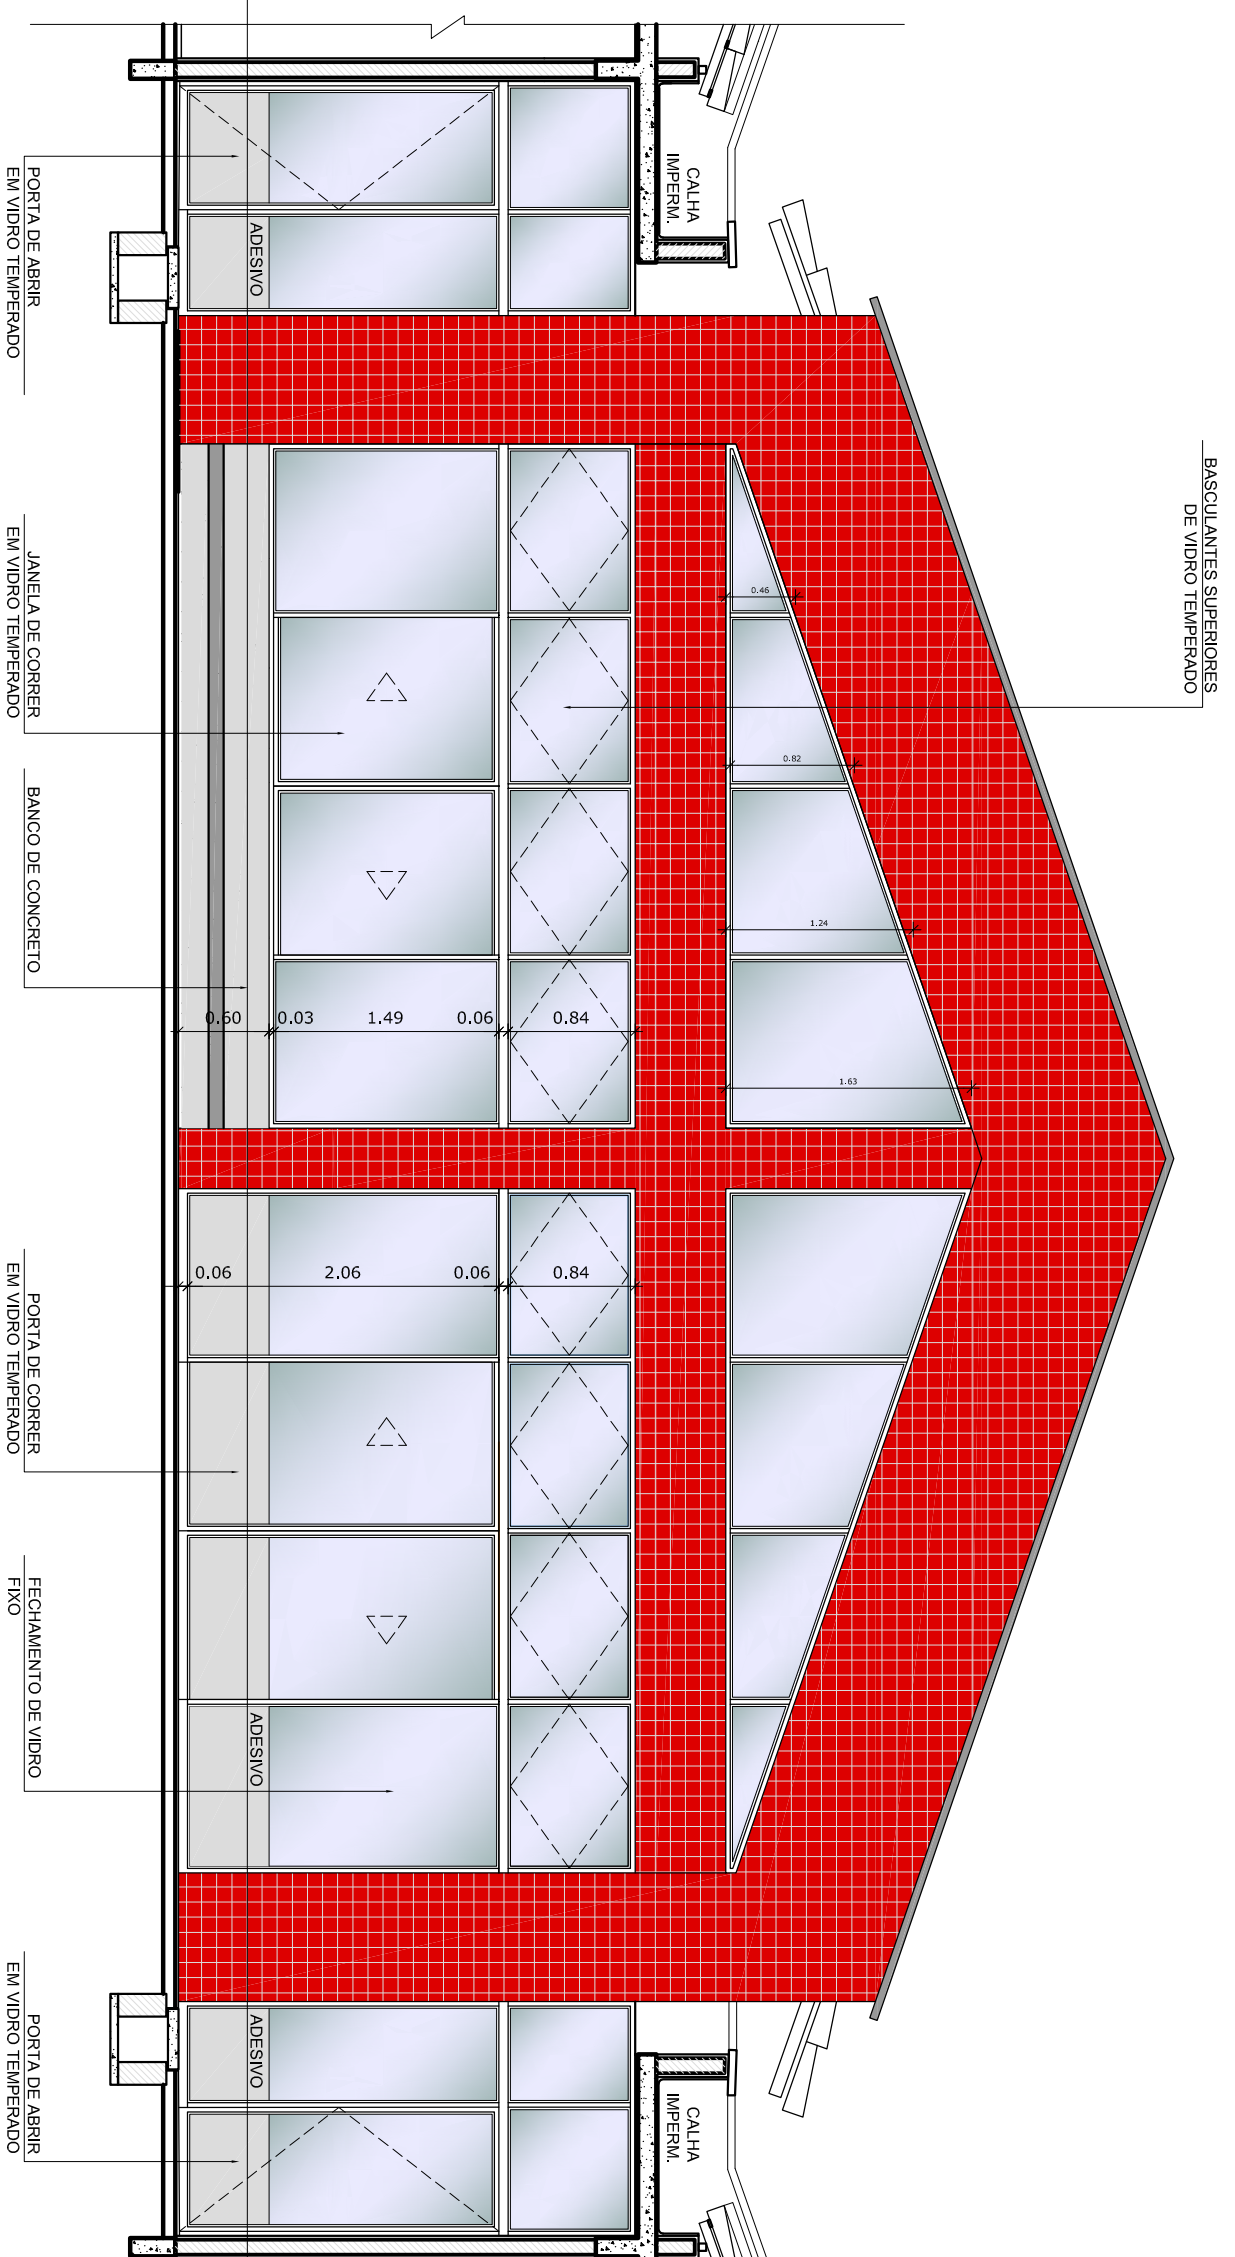 BASCULANTES SUPERIORES
DE VIDRO TEMPERADO
CALHA
IMPERM.
CALHA
IMPERM.
0.46
0.82
1.24
1.63
0.84
0.06
1.49
0.03
0.60
0.84
0.06
2.06
0.06
ADESIVO
ADESIVO
ADESIVO
PORTA DE ABRIR
EM VIDRO TEMPERADO
JANELA DE CORRER
EM VIDRO TEMPERADO
BANCO DE CONCRETO
PORTA DE CORRER
EM VIDRO TEMPERADO
FECHAMENTO DE VIDRO
FIXO
PORTA DE ABRIR
EM VIDRO TEMPERADO